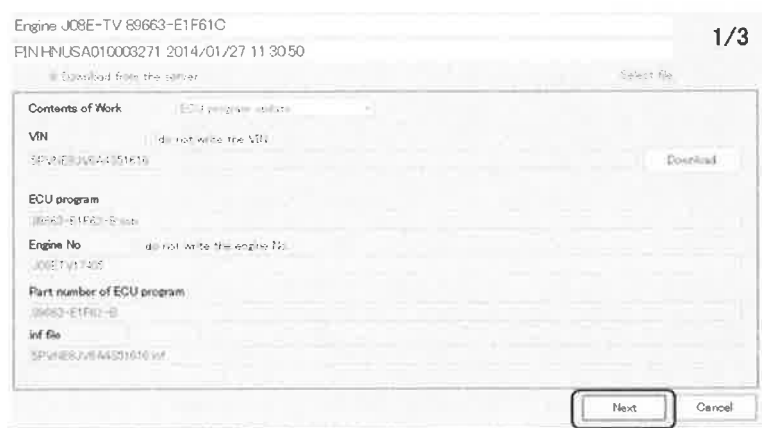 Engine J08E-TV 89663-E1F61C
1/3
PIN HNUSA010003271 2014/01/27 11 30 50
Download from the server
Select file
Contents of Work
ECU program update
VIN
do not write the VIN
Download
ECU program
Engine No
do not write the engine No.
Part number of ECU program
inf file
Next
Cancel